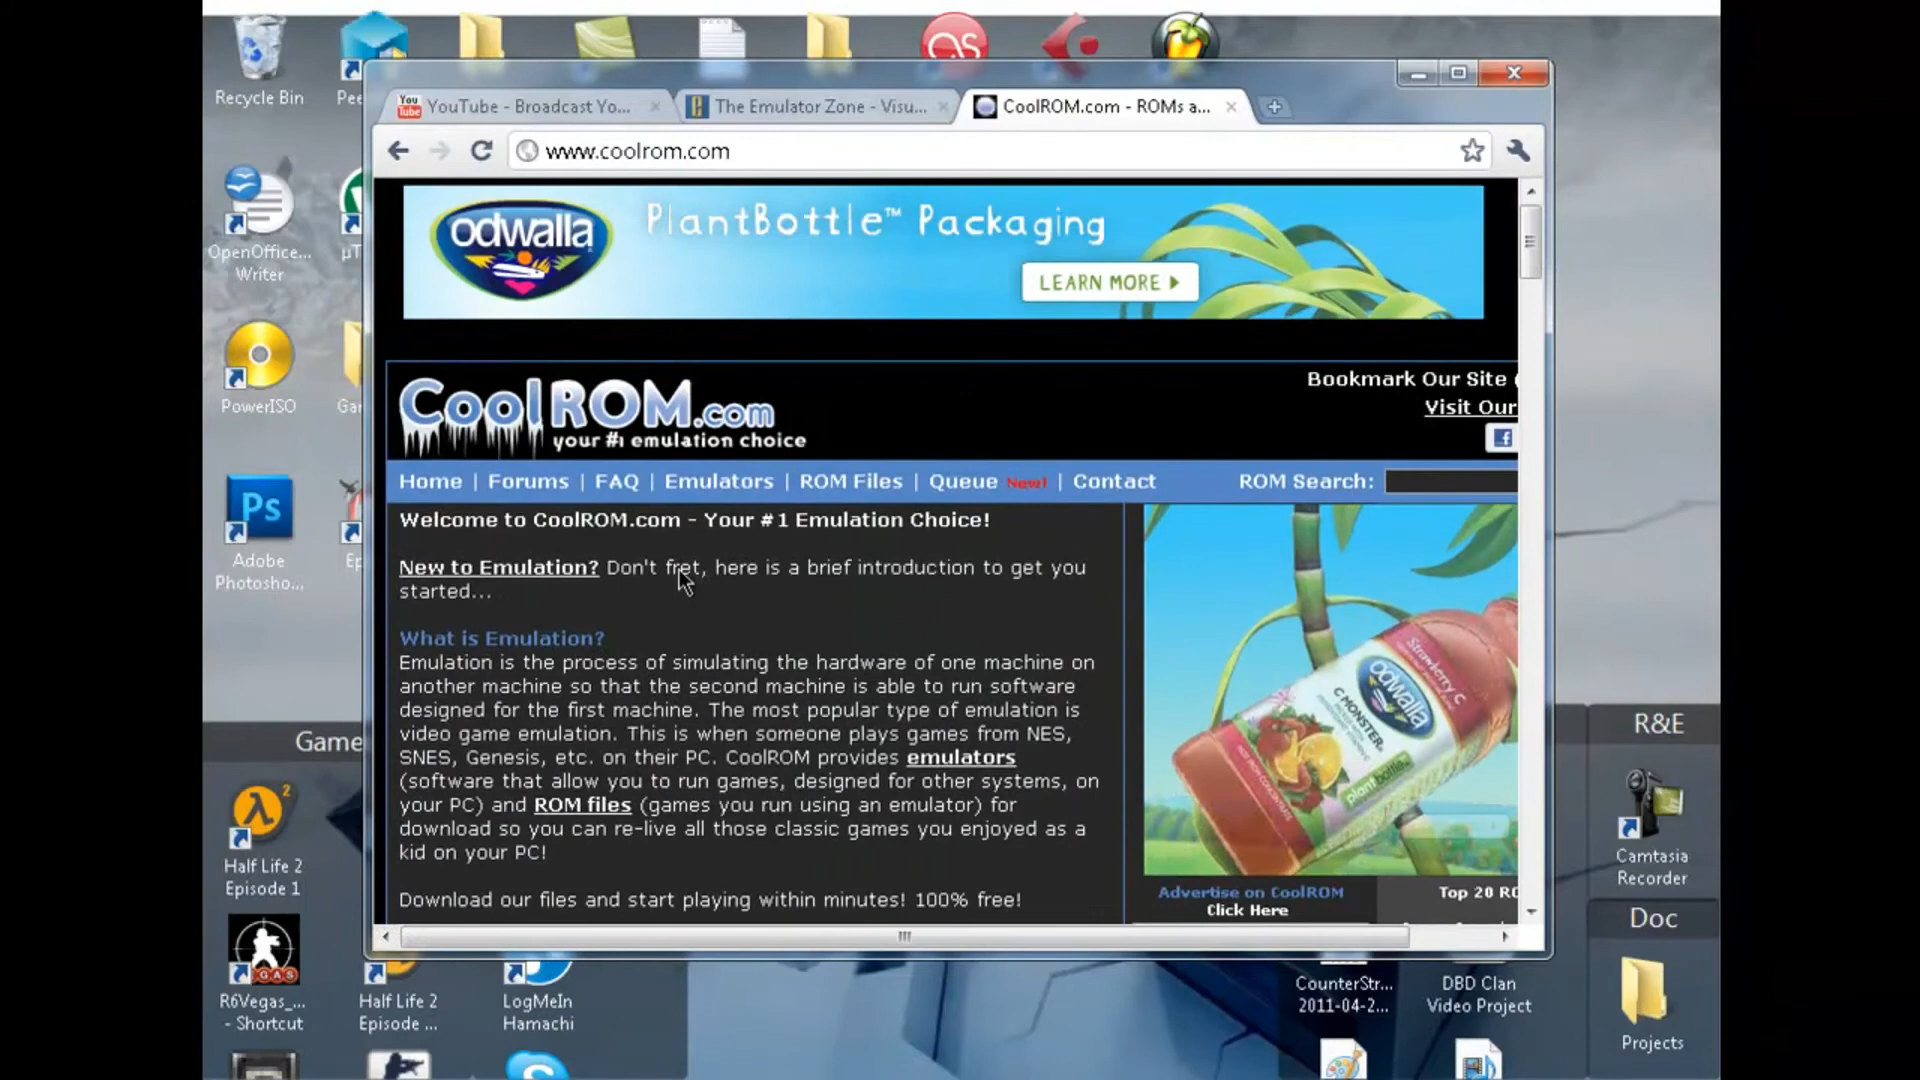 Recycle Bin
Pee
YouTube - Broadcast Yo...
The Emulator Zone - Visu...
CoolROM.com - ROMs a...
www.coolrom.com
OpenOffice...
Writer
µT
odwalla
PlantBottle™ Packaging
LEARN MORE
PowerISO
Gar
CoolROM.com
your #1 emulation choice
Bookmark Our Site
Visit Our
Home | Forums | FAQ | Emulators | ROM Files | Queue New! | Contact
ROM Search:
Ps
Adobe
Photosho...
Ep
Welcome to CoolROM.com - Your #1 Emulation Choice!
New to Emulation? Don't fret, here is a brief introduction to get you
started...
What is Emulation?
Emulation is the process of simulating the hardware of one machine on
another machine so that the second machine is able to run software
designed for the first machine. The most popular type of emulation is
video game emulation. This is when someone plays games from NES,
SNES, Genesis, etc. on their PC. CoolROM provides emulators
(software that allow you to run games, designed for other systems, on
your PC) and ROM files (games you run using an emulator) for
download so you can re-live all those classic games you enjoyed as a
kid on your PC!
Download our files and start playing within minutes! 100% free!
Strawberry C
odwalla
C MONSTER
plant bottle
Advertise on CoolROM
Click Here
Top 20 RO
Game
R&E
Half Life 2
Episode 1
Camtasia
Recorder
Doc
R6Vegas_...
- Shortcut
Half Life 2
Episode ...
LogMeIn
Hamachi
CounterStr...
2011-04-2...
DBD Clan
Video Project
Projects